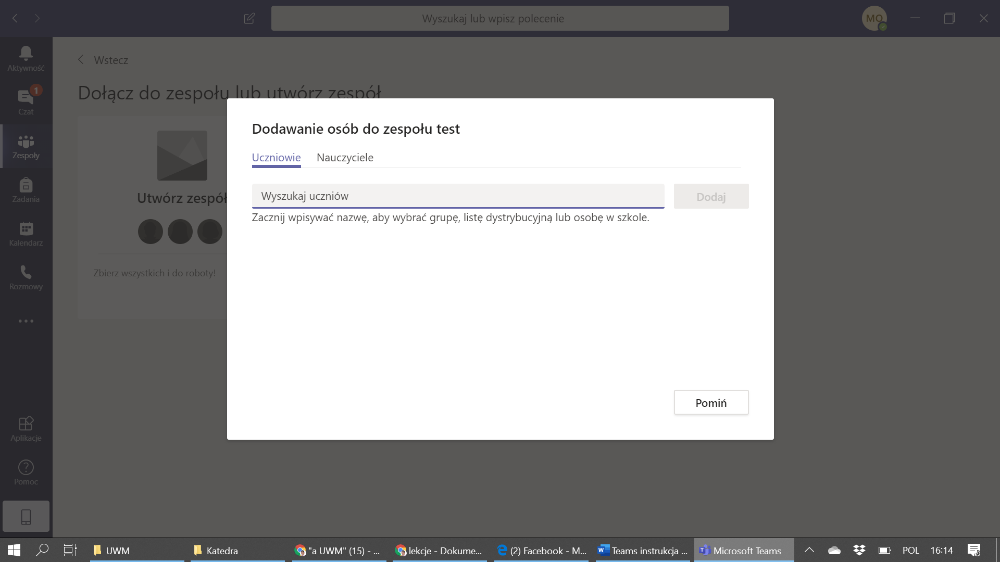 Wyszukaj lub wpisz polecenie
MO
Aktywność
1
Czat
Zespoły
Zadania
Kalendarz
Rozmowy
Aplikacje
Pomoc
Wstecz
Dołącz do zespołu lub utwórz zespół
Utwórz zespół
Zbierz wszystkich i do roboty!
Dodawanie osób do zespołu test
Uczniowie Nauczyciele
Wyszukaj uczniów Dodaj
Zacznij wpisywać nazwę, aby wybrać grupę, listę dystrybucyjną lub osobę w szkole.
Pomiń
UWM Katedra "a UWM" (15) - ... lekcje - Dokume... (2) Facebook - M... Teams instrukcja ... Microsoft Teams POL 16:14